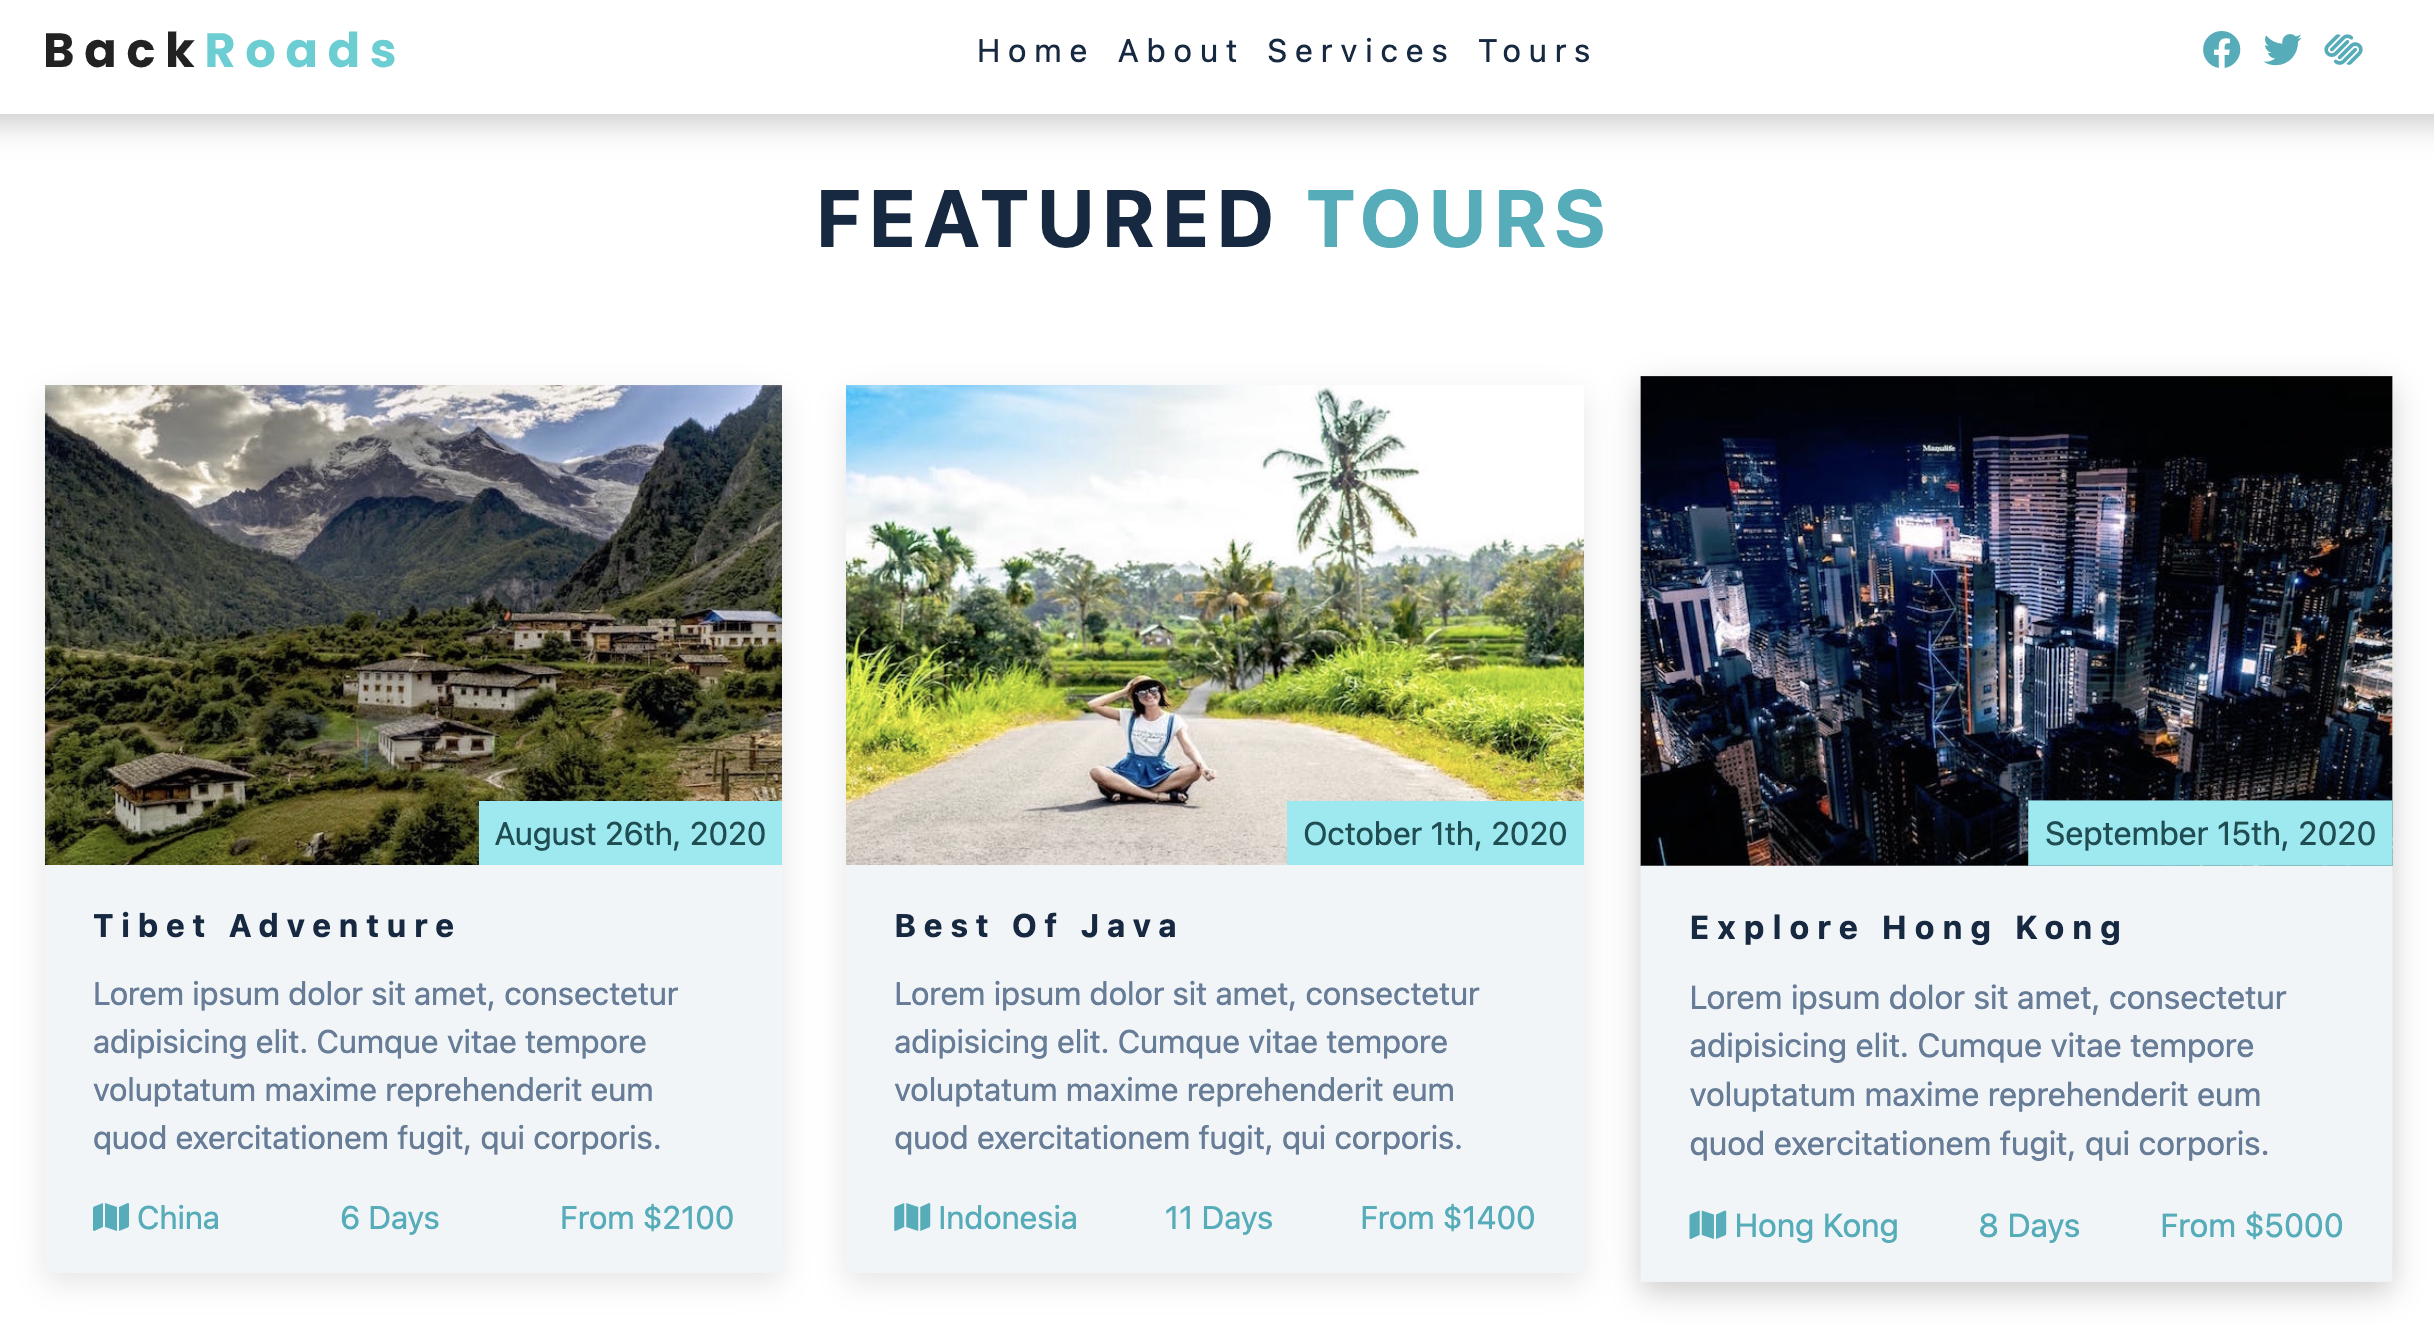 BackRoads
Home About Services Tours
FEATURED TOURS
Manulife
August 26th, 2020
Tibet Adventure
Lorem ipsum dolor sit amet, consectetur
adipisicing elit. Cumque vitae tempore
voluptatum maxime reprehenderit eum
quod exercitationem fugit, qui corporis.
China 6 Days From $2100
October 1th, 2020
Best Of Java
Lorem ipsum dolor sit amet, consectetur
adipisicing elit. Cumque vitae tempore
voluptatum maxime reprehenderit eum
quod exercitationem fugit, qui corporis.
Indonesia 11 Days From $1400
September 15th, 2020
Explore Hong Kong
Lorem ipsum dolor sit amet, consectetur
adipisicing elit. Cumque vitae tempore
voluptatum maxime reprehenderit eum
quod exercitationem fugit, qui corporis.
Hong Kong 8 Days From $5000